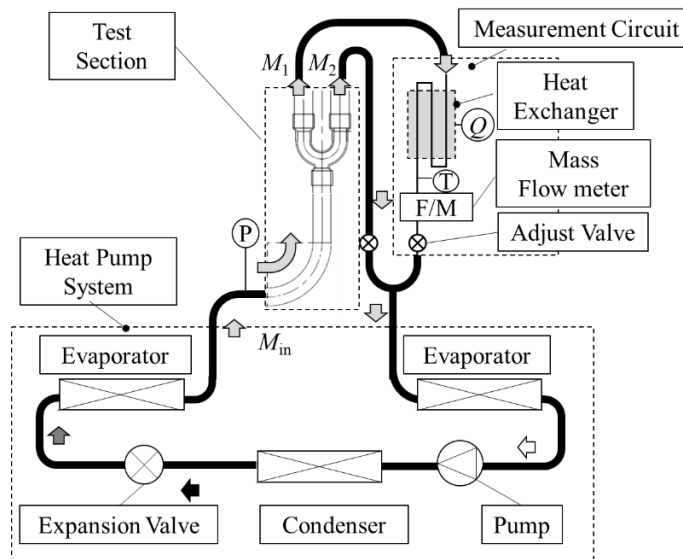 Test
Section
M1
M2
Measurement Circuit
Heat
Exchanger
Q
T
Mass
Flow meter
F/M
Adjust Valve
P
Heat Pump
System
Min
Evaporator
Evaporator
Expansion Valve
Condenser
Pump